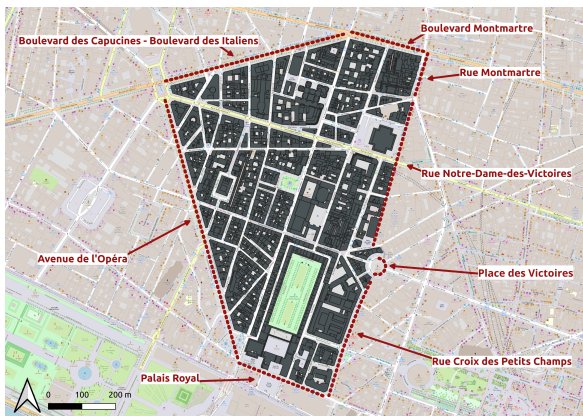 Boulevard Montmartre
Boulevard des Capucines - Boulevard des Italiens
Rue Montmartre
Rue Notre-Dame-des-Victoires
Avenue de l'Opéra
Place des Victoires
Rue Croix des Petits Champs
Palais Royal
0 100 200 m